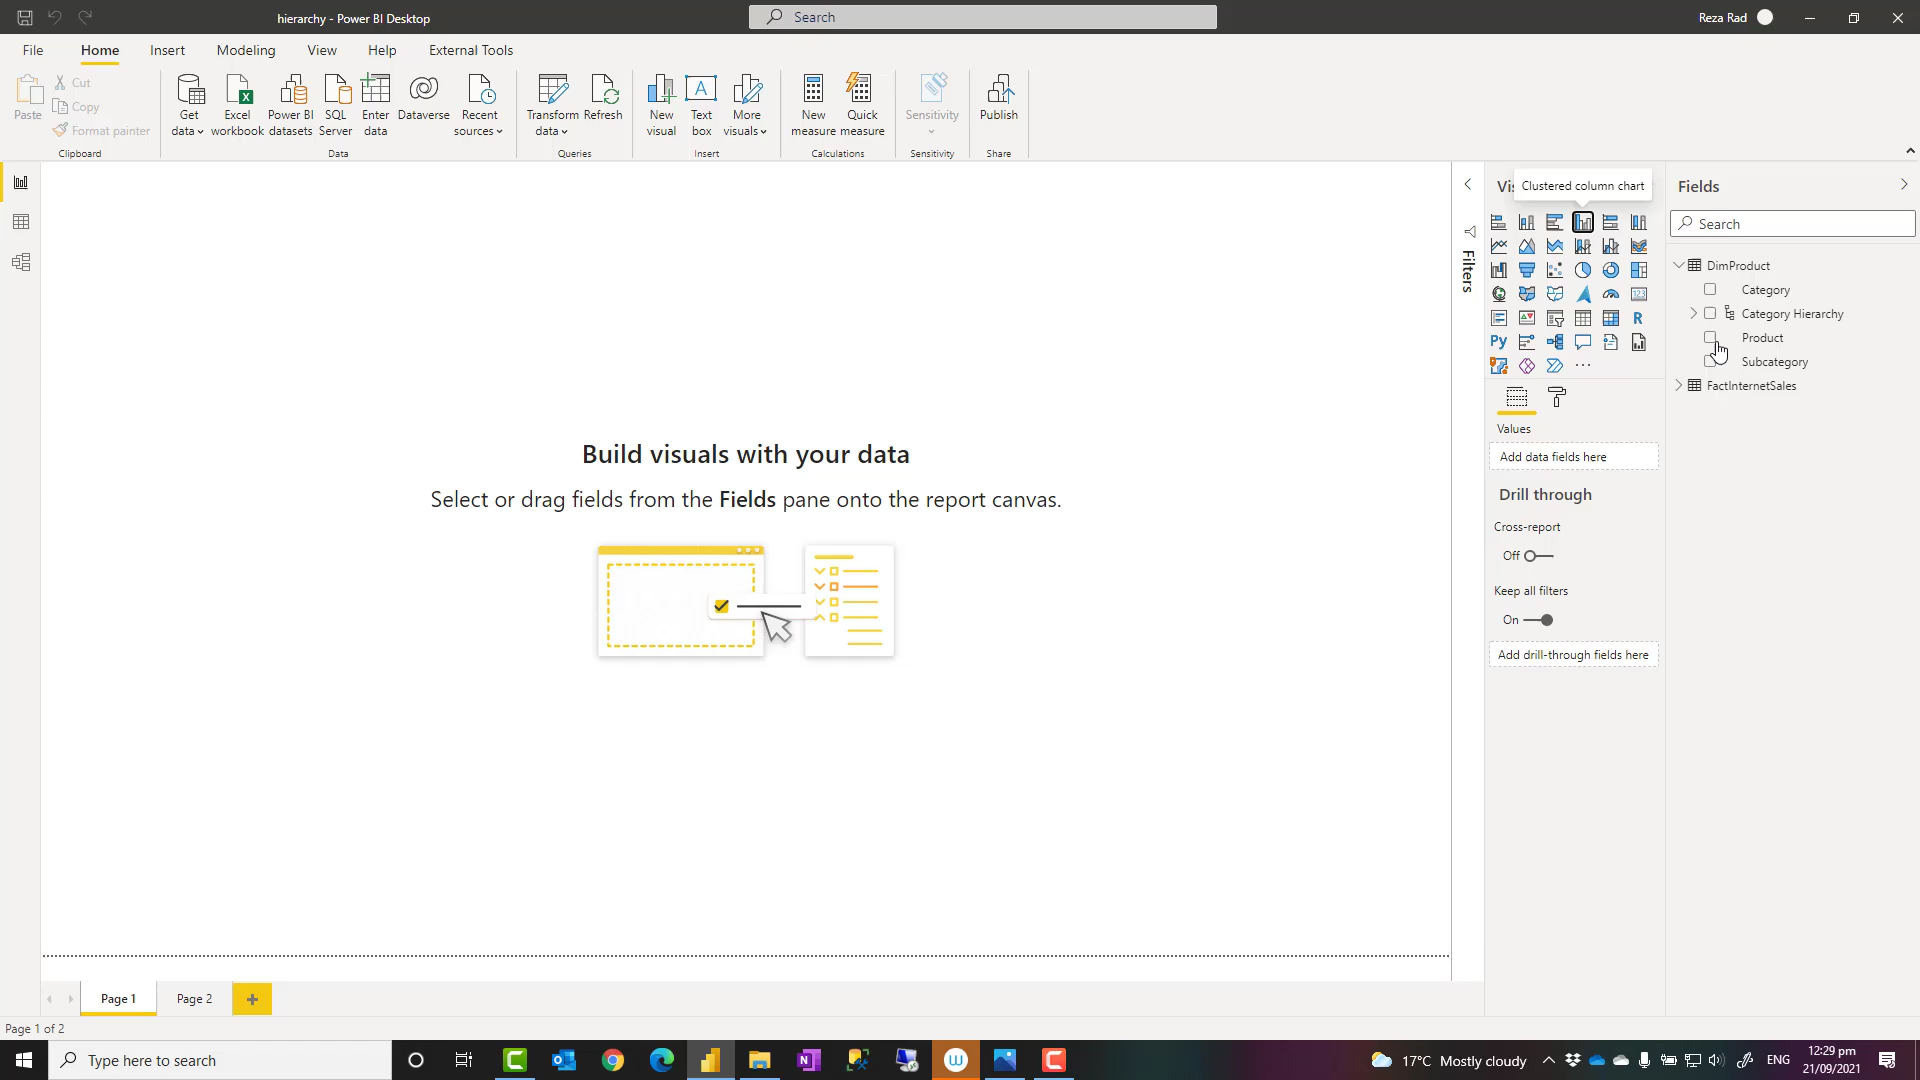 hierarchy - Power BI Desktop
Search
Reza Rad
File
Home
Insert
Modeling
View
Help
External Tools
Paste
Cut
Copy
Format painter
Clipboard
Get data
Excel workbook
Power BI datasets
SQL Server
Enter data
Dataverse
Recent sources
Data
Transform data
Refresh
Queries
New visual
Text box
More visuals
Insert
New measure
Quick measure
Calculations
Sensitivity
Sensitivity
Publish
Share
Build visuals with your data
Select or drag fields from the Fields pane onto the report canvas.
Filters
Vis
Clustered column chart
R
Py
123
Values
Add data fields here
Drill through
Cross-report
Off
Keep all filters
On
Add drill-through fields here
Fields
Search
DimProduct
Category
Category Hierarchy
Product
Subcategory
FactInternetSales
Page 1
Page 2
Page 1 of 2
Type here to search
17°C Mostly cloudy
ENG
12:29 pm
21/09/2021